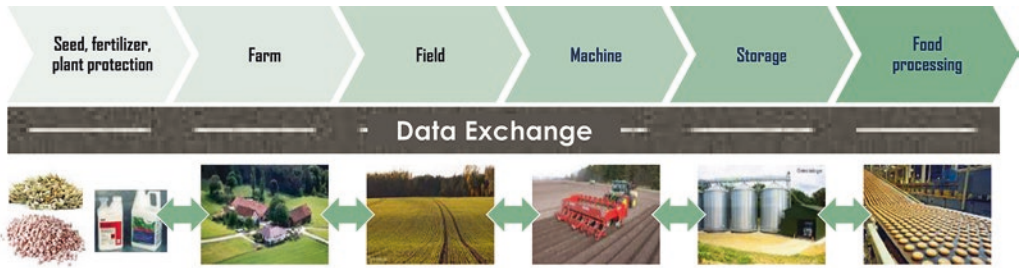 Seed, fertilizer,
plant protection
Farm
Field
Machine
Storage
Food
processing
Data Exchange